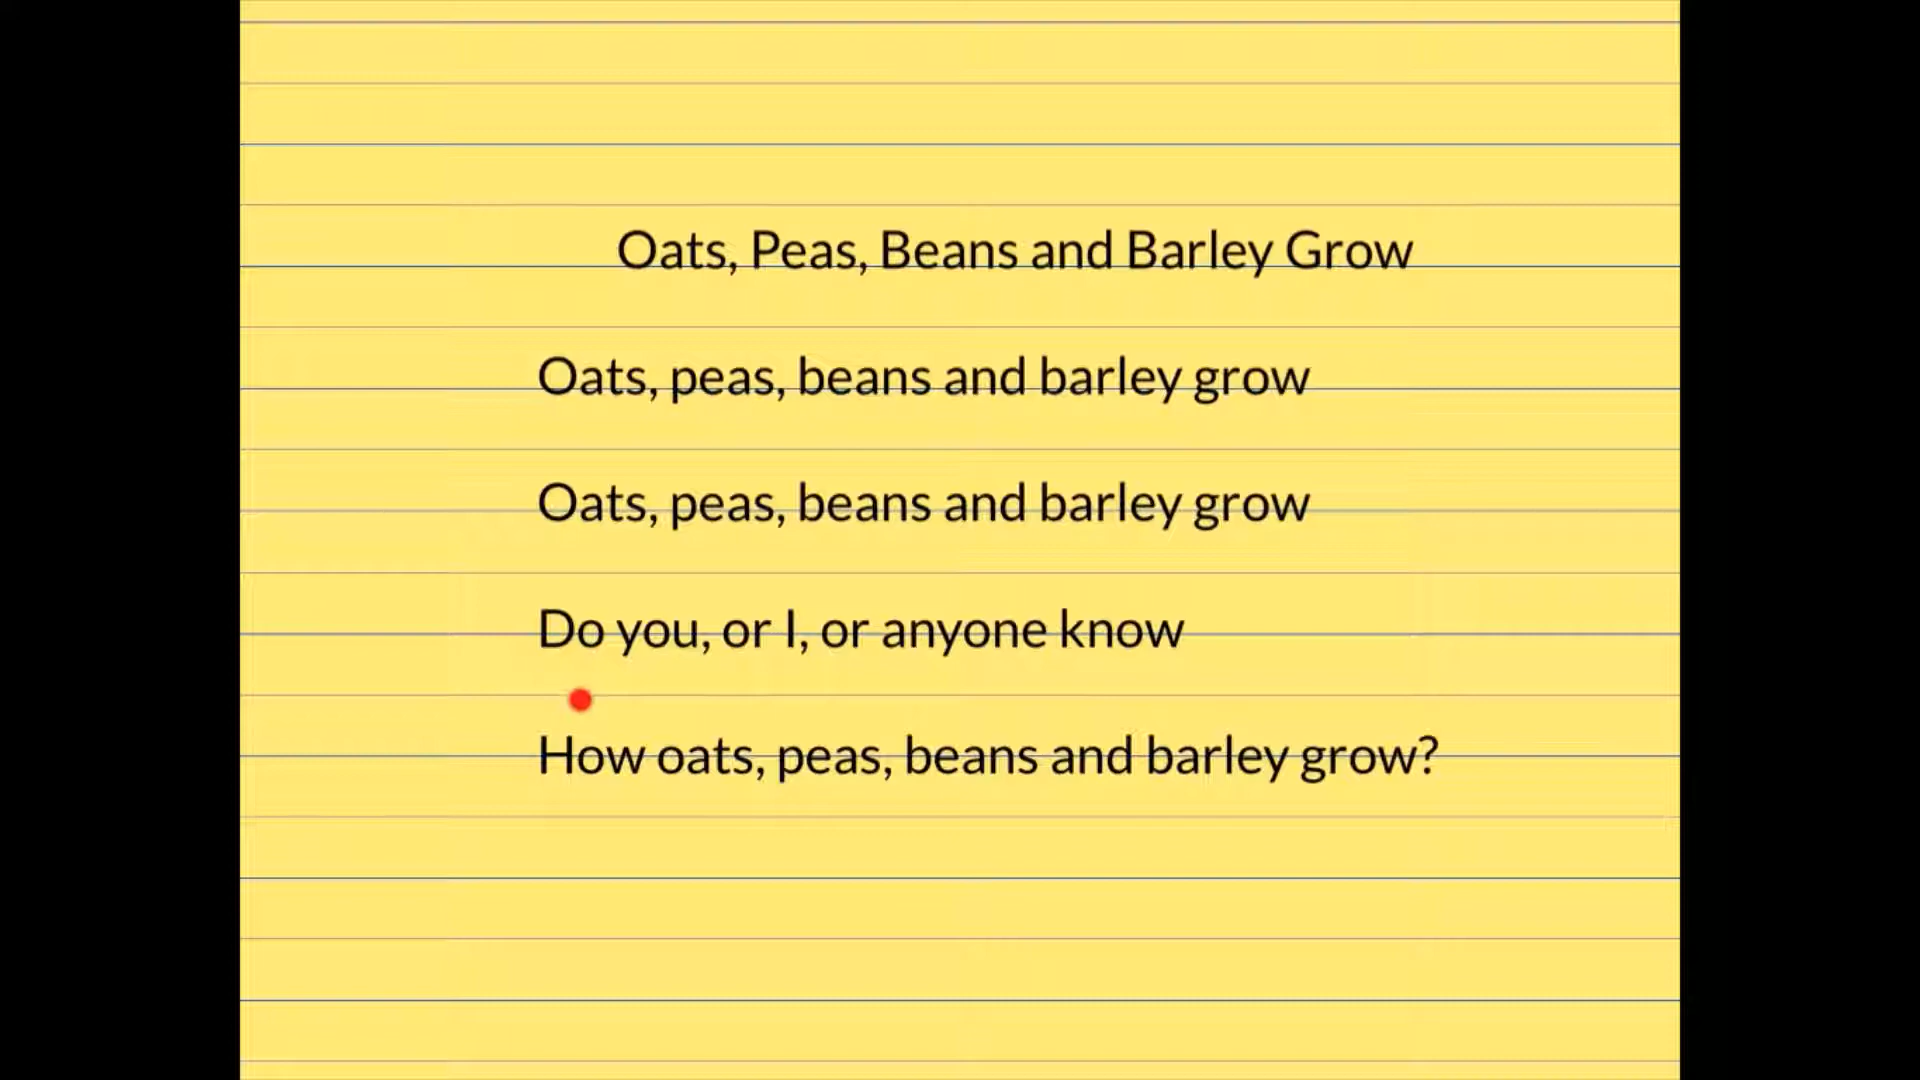 Oats, Peas, Beans and Barley Grow
Oats, peas, beans and barley grow
Oats, peas, beans and barley grow
Do you, or I, or anyone know
How oats, peas, beans and barley grow?